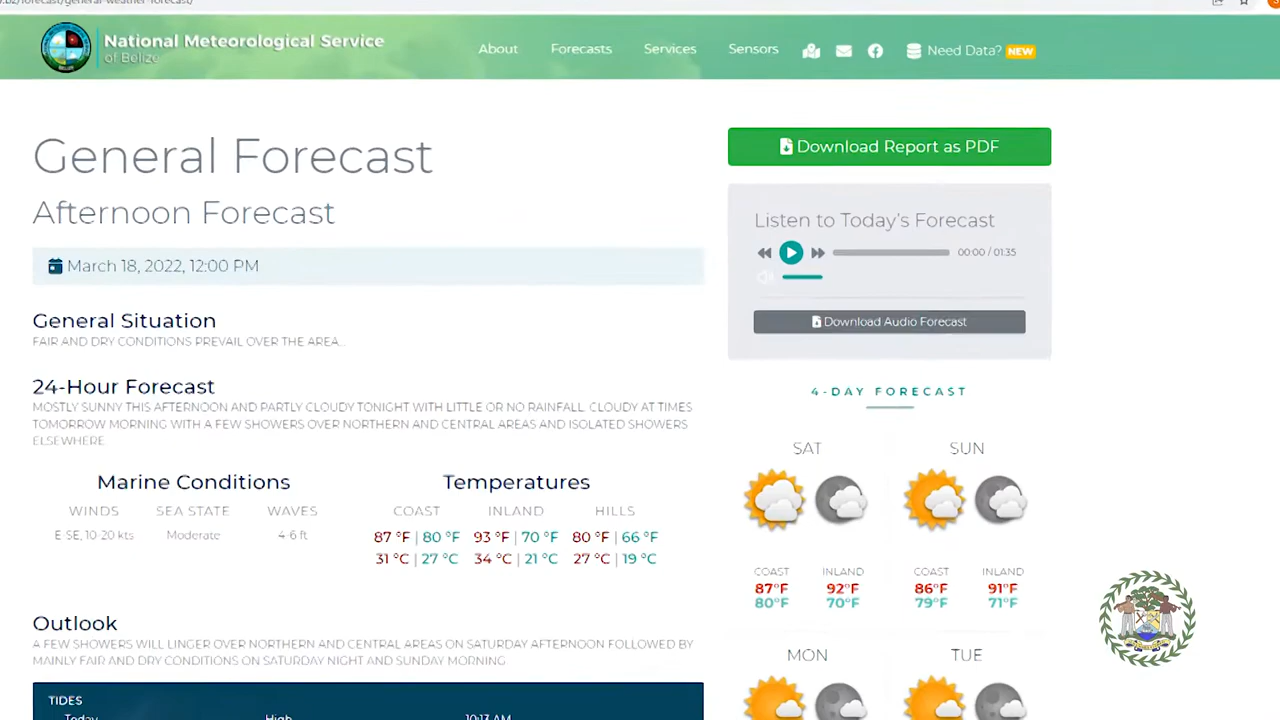 /forecast/general-weather-forecast/
National Meteorological Service
of Belize
About Forecasts Services Sensors Need Data? NEW
General Forecast
Afternoon Forecast
March 18, 2022, 12:00 PM
General Situation
FAIR AND DRY CONDITIONS PREVAIL OVER THE AREA...
24-Hour Forecast
MOSTLY SUNNY THIS AFTERNOON AND PARTLY CLOUDY TONIGHT WITH LITTLE OR NO RAINFALL. CLOUDY AT TIMES
TOMORROW MORNING WITH A FEW SHOWERS OVER NORTHERN AND CENTRAL AREAS AND ISOLATED SHOWERS
ELSEWHERE.
Marine Conditions
WINDS SEA STATE WAVES
E-SE, 10-20 kts Moderate 4-6 ft
Temperatures
COAST INLAND HILLS
87 °F | 80 °F 93 °F | 70 °F 80 °F | 66 °F
31 °C | 27 °C 34 °C | 21 °C 27 °C | 19 °C
Outlook
A FEW SHOWERS WILL LINGER OVER NORTHERN AND CENTRAL AREAS ON SATURDAY AFTERNOON FOLLOWED BY
MAINLY FAIR AND DRY CONDITIONS ON SATURDAY NIGHT AND SUNDAY MORNING.
TIDES
Today High 10:13 AM
Download Report as PDF
Listen to Today's Forecast
00:00 / 01:35
Download Audio Forecast
4-DAY FORECAST
SAT SUN
COAST INLAND COAST INLAND
87°F 92°F 86°F 91°F
80°F 70°F 79°F 71°F
MON TUE